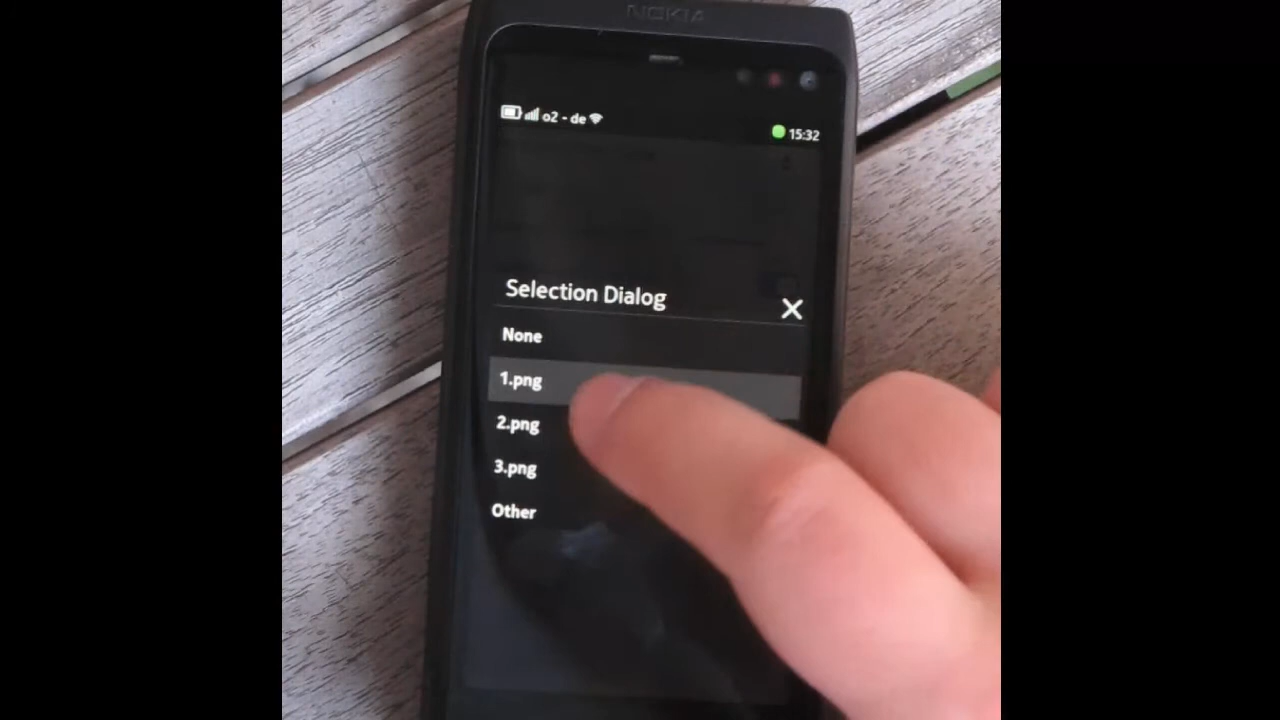 NOKIA
o2 - de
15:32
Selection Dialog
None
1.png
2.png
3.png
Other